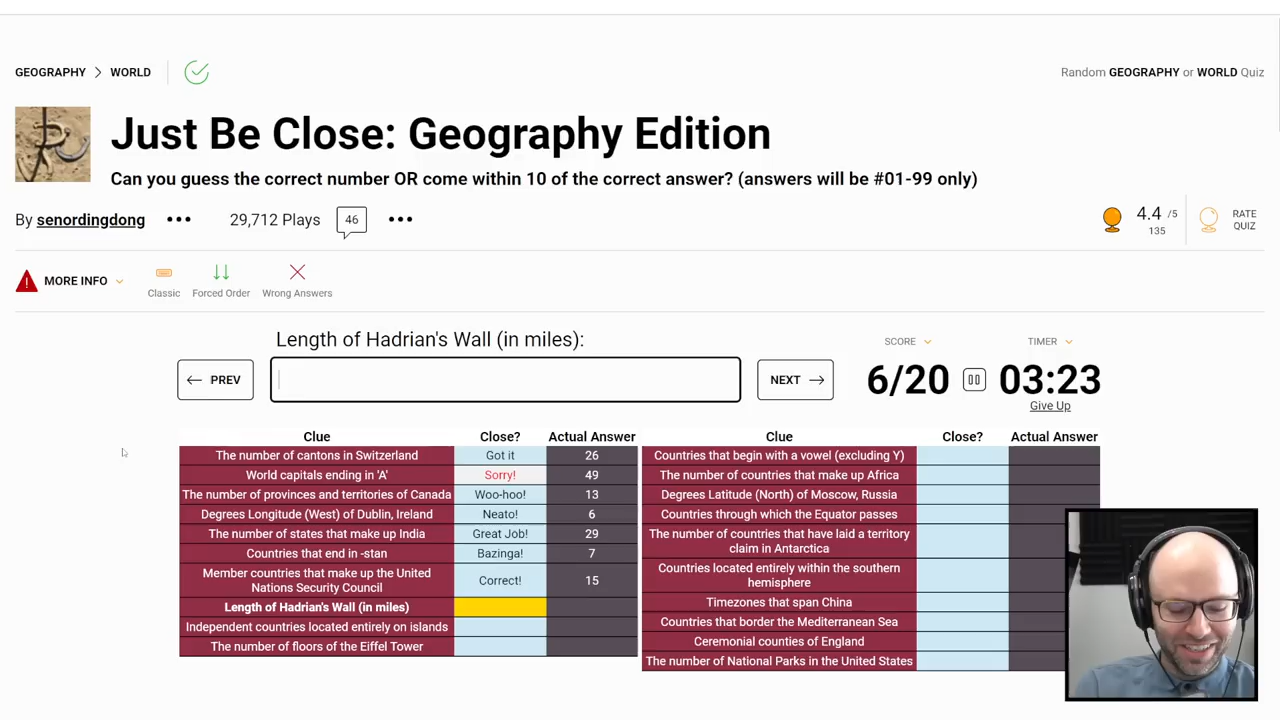 GEOGRAPHY > WORLD
Random GEOGRAPHY or WORLD Quiz
Just Be Close: Geography Edition
Can you guess the correct number OR come within 10 of the correct answer? (answers will be #01-99 only)
By senordingdong ••• 29,712 Plays 46 •••
4.4 /5
135
RATE
QUIZ
MORE INFO
Classic
Forced Order
Wrong Answers
Length of Hadrian's Wall (in miles):
SCORE
TIMER
← PREV
NEXT →
6/20
03:23
Give Up
Clue Close? Actual Answer
The number of cantons in Switzerland Got it 26
World capitals ending in 'A' Sorry! 49
The number of provinces and territories of Canada Woo-hoo! 13
Degrees Longitude (West) of Dublin, Ireland Neato! 6
The number of states that make up India Great Job! 29
Countries that end in -stan Bazinga! 7
Member countries that make up the United
Nations Security Council Correct! 15
Length of Hadrian's Wall (in miles)
Independent countries located entirely on islands
The number of floors of the Eiffel Tower
Clue Close? Actual Answer
Countries that begin with a vowel (excluding Y)
The number of countries that make up Africa
Degrees Latitude (North) of Moscow, Russia
Countries through which the Equator passes
The number of countries that have laid a territory
claim in Antarctica
Countries located entirely within the southern
hemisphere
Timezones that span China
Countries that border the Mediterranean Sea
Ceremonial counties of England
The number of National Parks in the United States